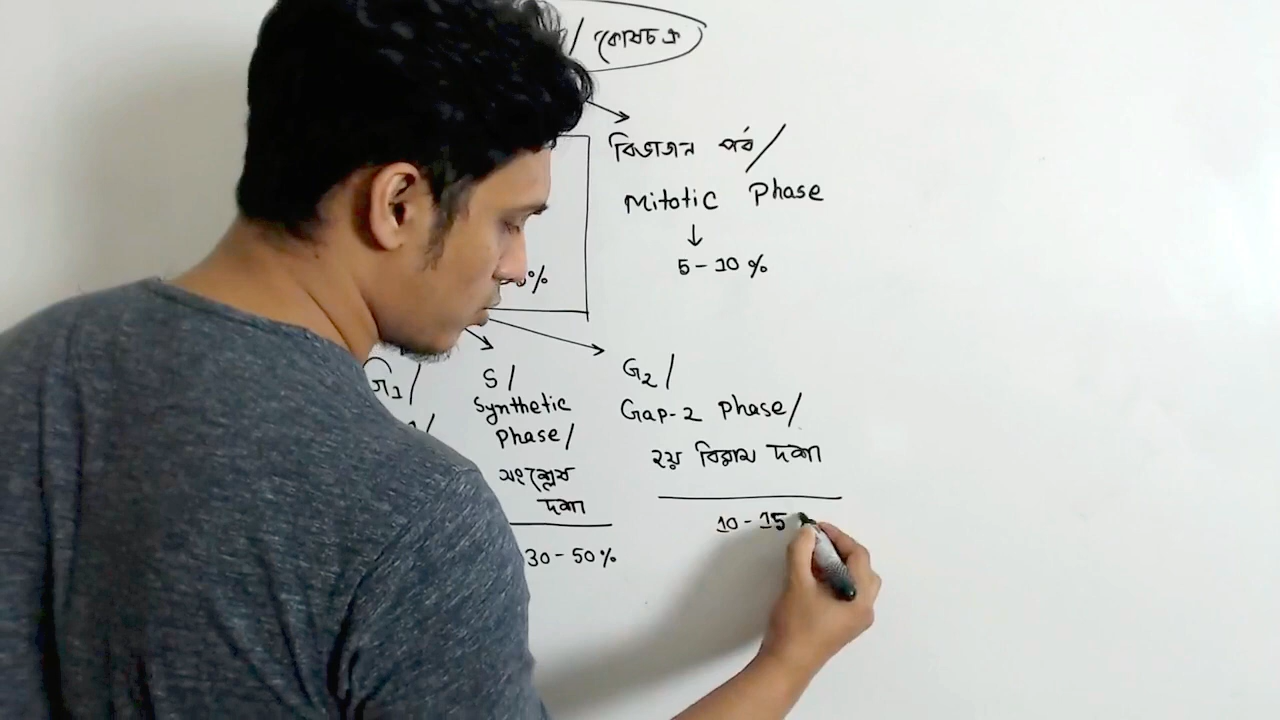 / কোষচক্র
বিভাজন পর্ব/
Mitotic Phase
5-10%
%
G1/
S/
Synthetic
Phase/
সংশ্লেষ
দশা
30-50%
G2/
Gap-2 Phase/
২য় বিরাম দশা
10-15